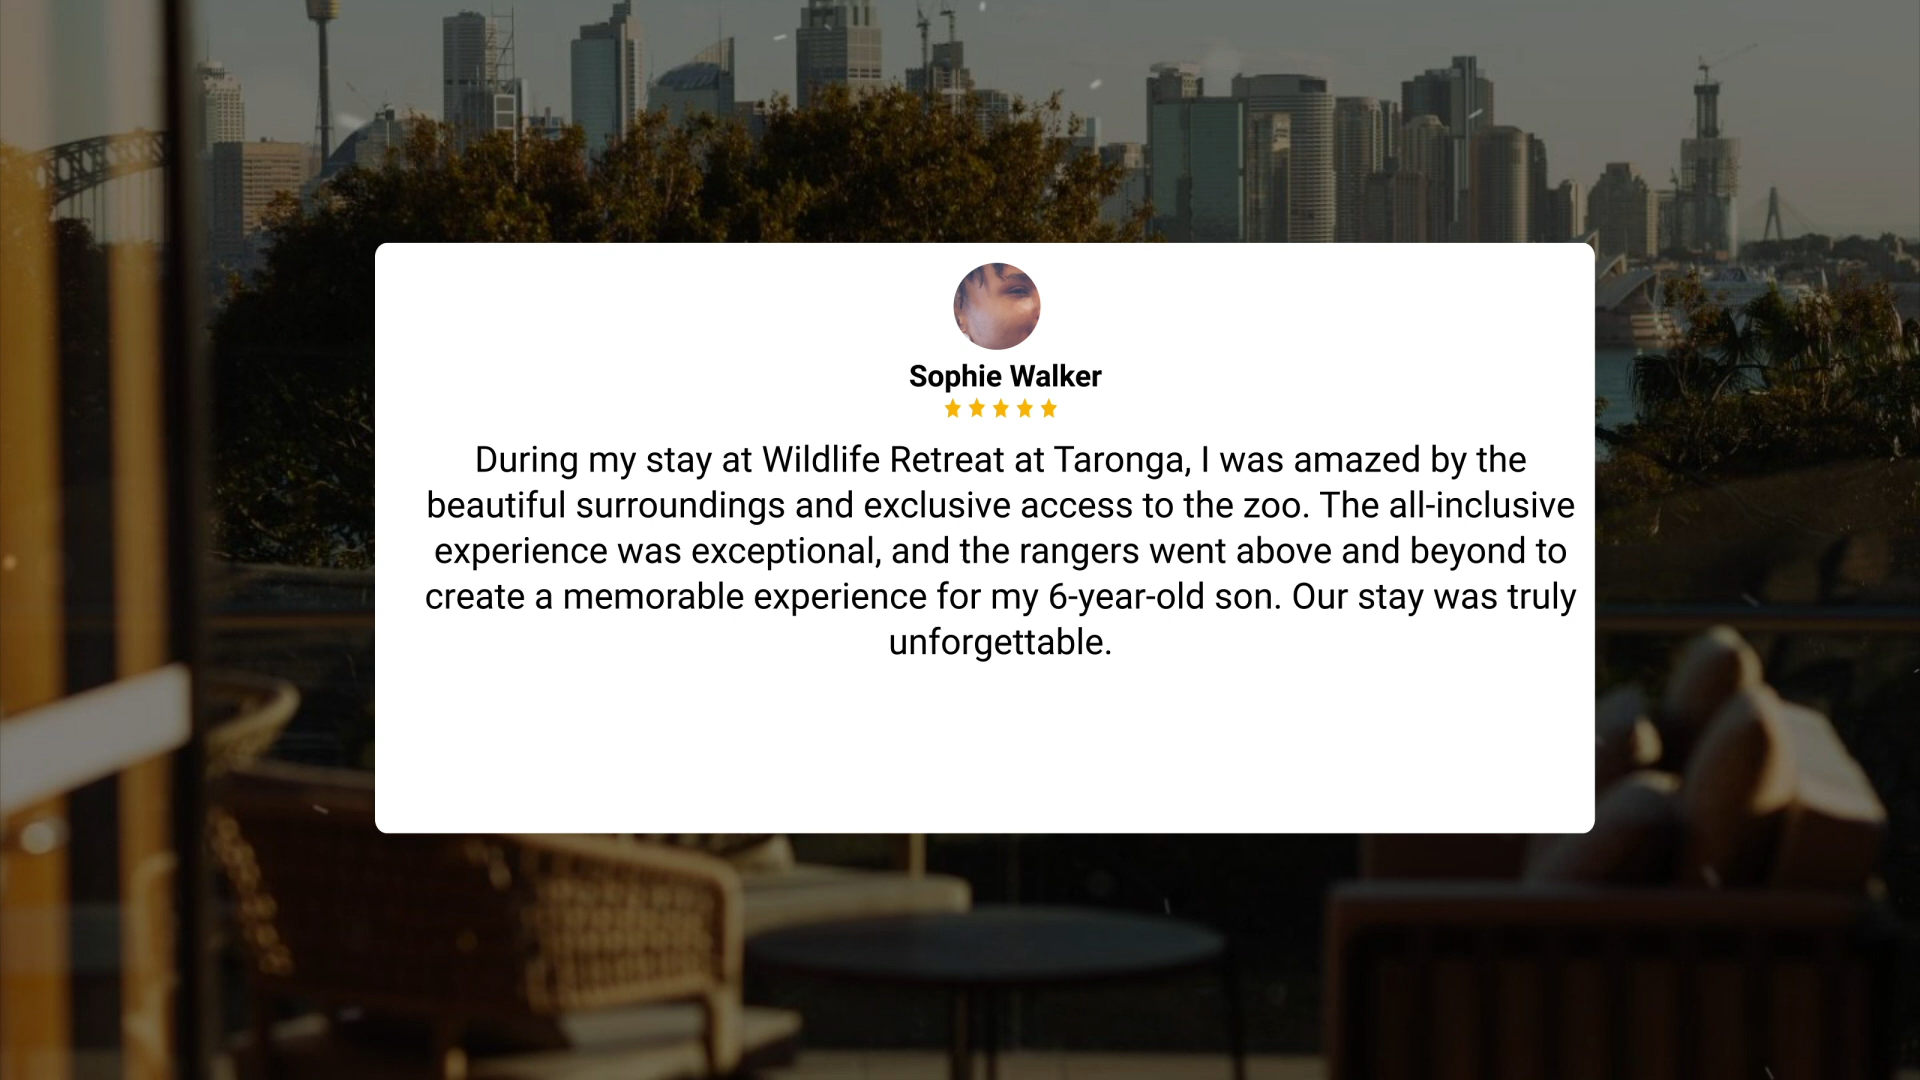 Sophie Walker
During my stay at Wildlife Retreat at Taronga, I was amazed by the
beautiful surroundings and exclusive access to the zoo. The all-inclusive
experience was exceptional, and the rangers went above and beyond to
create a memorable experience for my 6-year-old son. Our stay was truly
unforgettable.